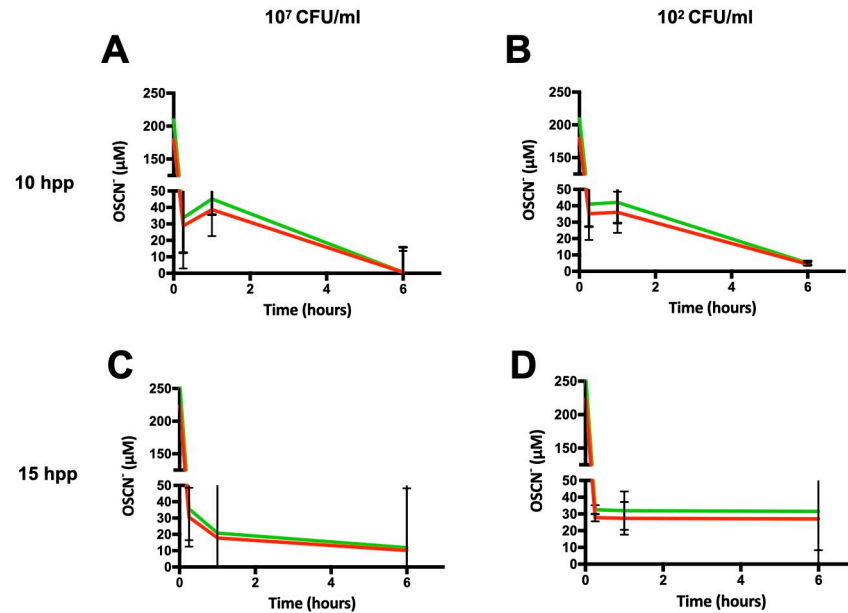 10⁷ CFU/ml
10² CFU/ml
A
B
10 hpp
250
200
150
50
40
30
20
10
0
OSCN⁻ (µM)
0 2 4 6
Time (hours)
250
200
150
50
40
30
20
10
0
OSCN⁻ (µM)
0 2 4 6
Time (hours)
C
D
15 hpp
250
200
150
50
40
30
20
10
0
OSCN⁻ (µM)
0 2 4 6
Time (hours)
250
200
150
50
40
30
20
10
0
OSCN⁻ (µM)
0 2 4 6
Time (hours)